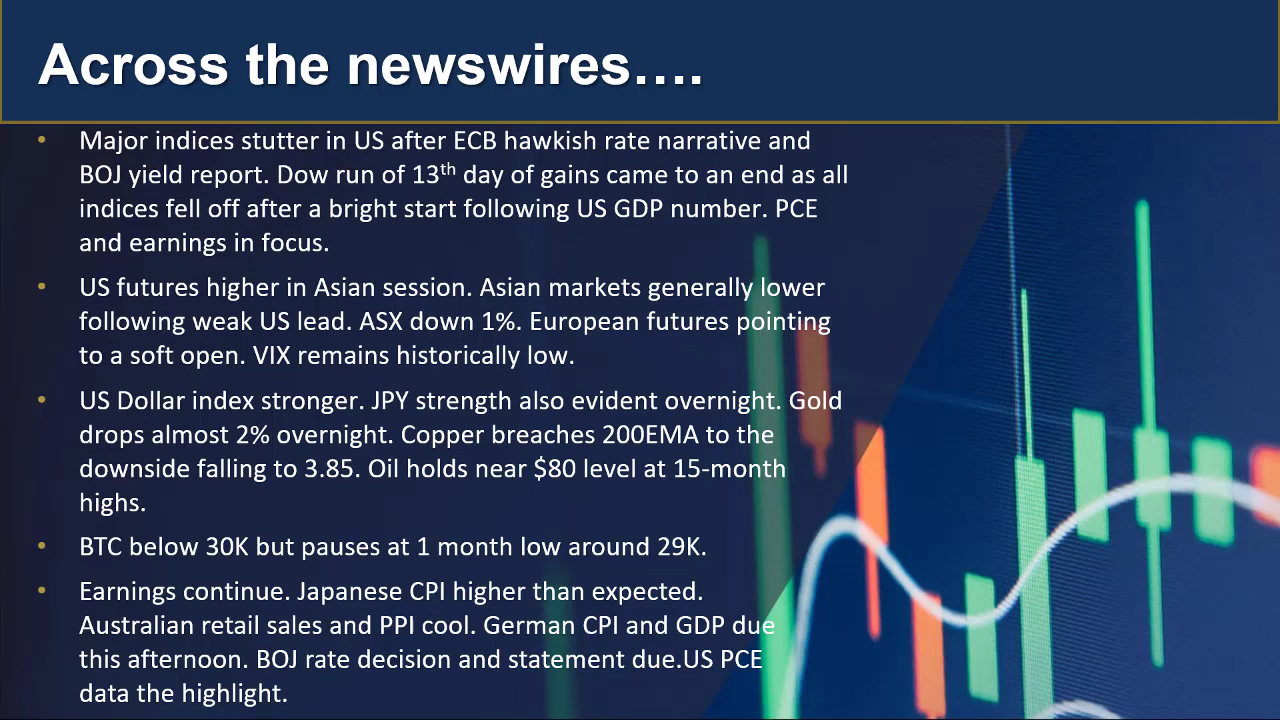 Across the newswires….
• Major indices stutter in US after ECB hawkish rate narrative and
BOJ yield report. Dow run of 13th day of gains came to an end as all
indices fell off after a bright start following US GDP number. PCE
and earnings in focus.
• US futures higher in Asian session. Asian markets generally lower
following weak US lead. ASX down 1%. European futures pointing
to a soft open. VIX remains historically low.
• US Dollar index stronger. JPY strength also evident overnight. Gold
drops almost 2% overnight. Copper breaches 200EMA to the
downside falling to 3.85. Oil holds near $80 level at 15-month
highs.
• BTC below 30K but pauses at 1 month low around 29K.
• Earnings continue. Japanese CPI higher than expected.
Australian retail sales and PPI cool. German CPI and GDP due
this afternoon. BOJ rate decision and statement due.US PCE
data the highlight.